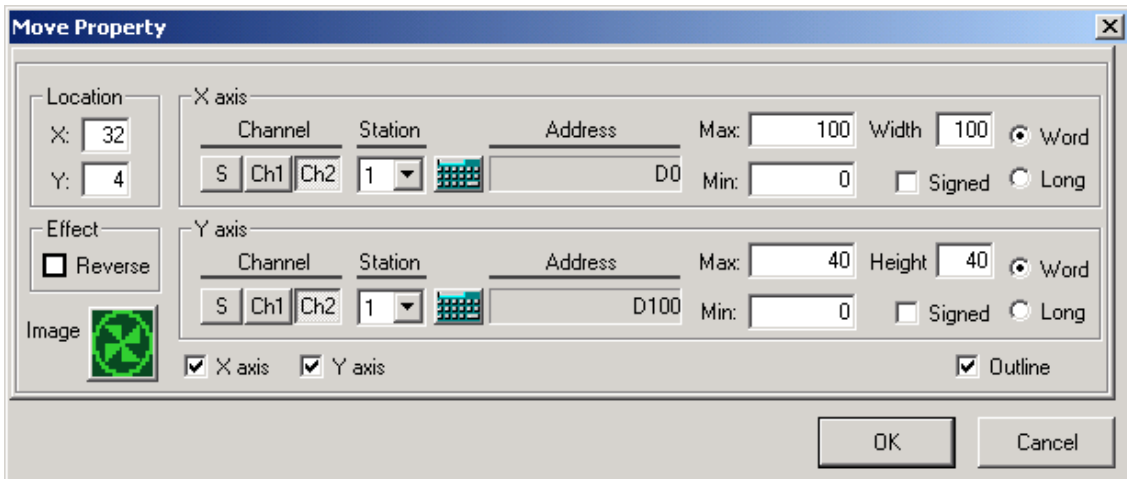 Move Property
Location
X: 32
Y: 4
X axis
Channel Station Address Max: 100 Width 100 Word
S Ch1 Ch2 1 D0 Min: 0 Signed Long
Effect
Reverse
Y axis
Channel Station Address Max: 40 Height 40 Word
S Ch1 Ch2 1 D100 Min: 0 Signed Long
Image
X axis Y axis Outline
OK Cancel